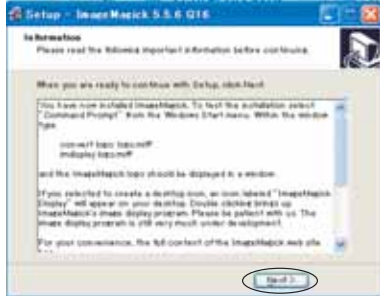 Setup - ImageMagick 5.5.6 Q16
Information
Please read the following important information before continuing.
When you are ready to continue with Setup, click Next.
You have now installed ImageMagick. To test the installation select
"Command Prompt" from the Windows Start menu. Within the window
type
convert logo: logo.miff
imdisplay logo.miff
and the ImageMagick logo should be displayed in a window.
If you selected to create a desktop icon, an icon labeled "ImageMagick
Display" will appear on your desktop. Double clicking brings up
ImageMagick's image display program. Please be patient with us. The
image display program is still very much under development.
For your convenience, the full content of the ImageMagick web site
Next >